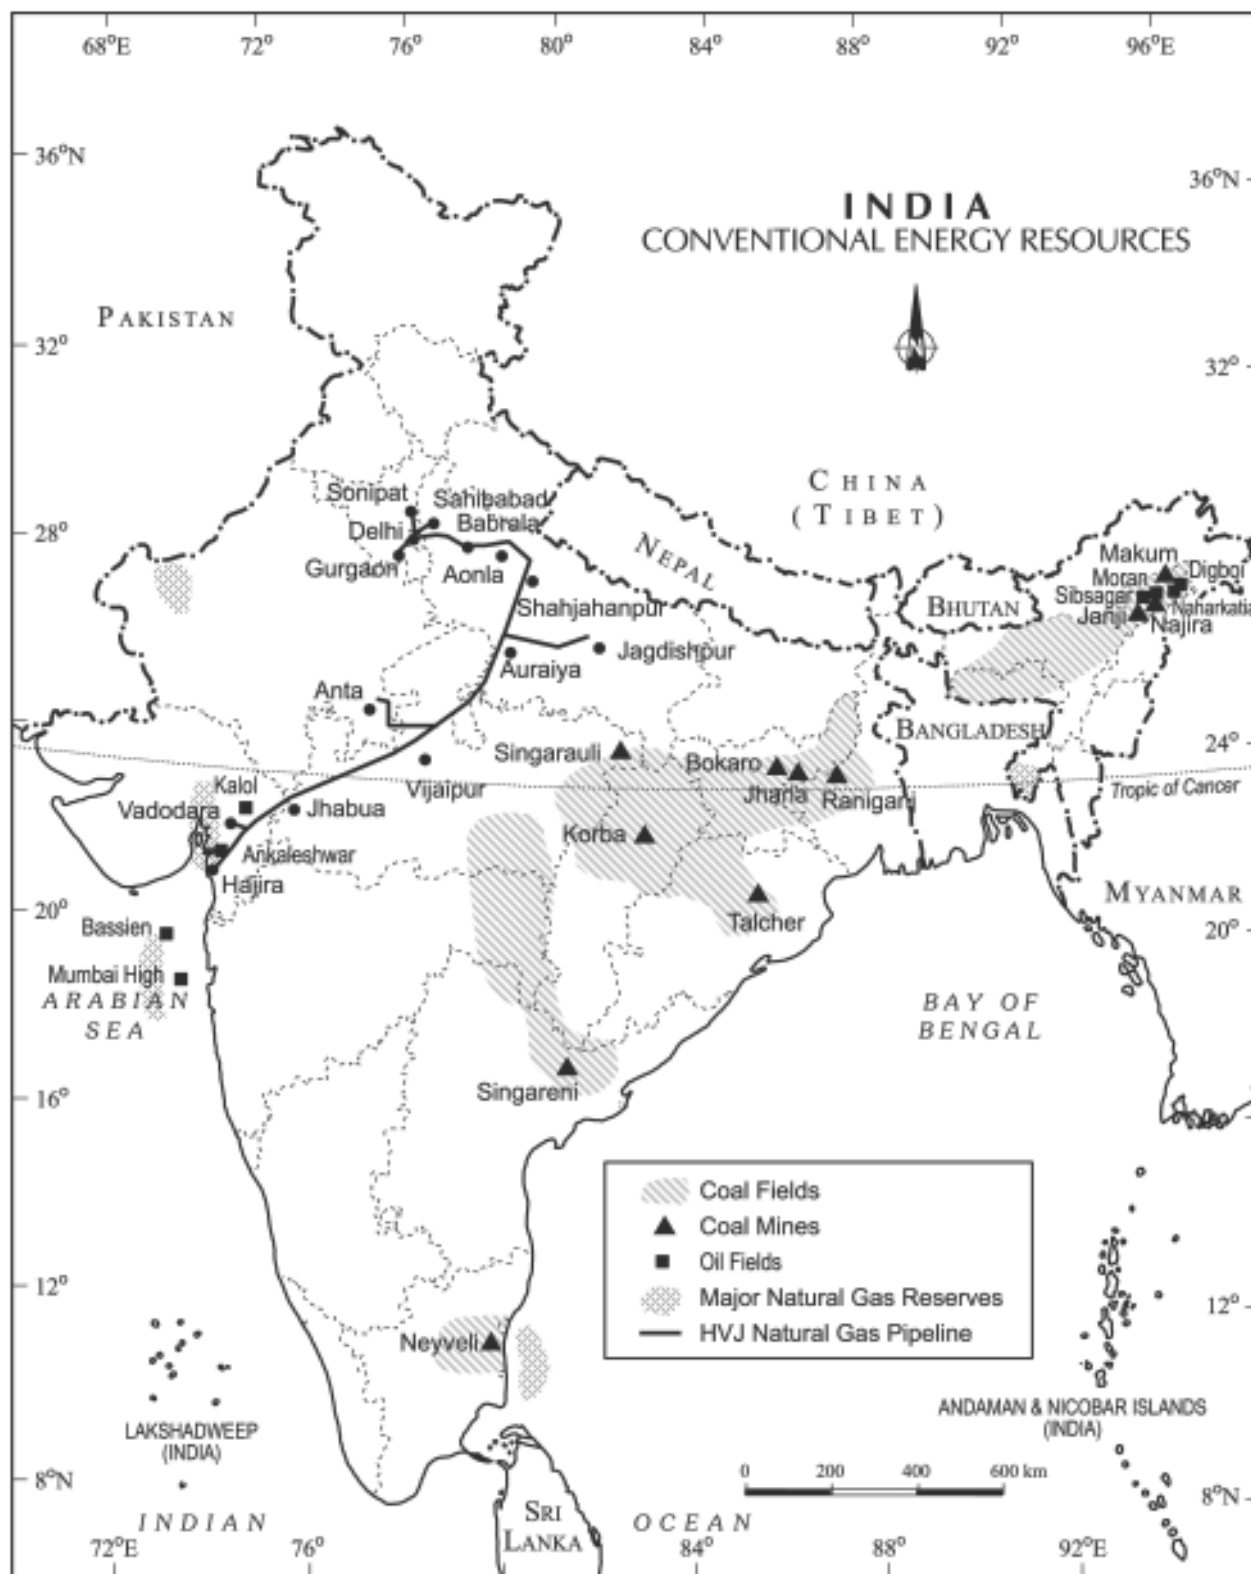 68°E 72° 76° 80° 84° 88° 92° 96°E
36°N
36°N
INDIA
CONVENTIONAL ENERGY RESOURCES
PAKISTAN
32°
32°
CHINA
(TIBET)
Sonipat
Sahibabad
Delhi
Babrala
28°
28°
Gurgaon
Aonla
NEPAL
Makum
Moran
Digboi
Sibsagar
Naharkatia
Janji
Najira
BHUTAN
Shahjahanpur
Jagdishpur
Auraiya
Anta
BANGLADESH
24°
Singarauli
Bokaro
Jharia
Raniganj
Tropic of Cancer
Vijaipur
Kalol
Vadodara
Jhabua
Korba
Ankaleshwar
Hajira
MYANMAR
20°
20°
Talcher
Bassien
Mumbai High
ARABIAN
SEA
BAY OF
BENGAL
16°
Singareni
Coal Fields
Coal Mines
Oil Fields
Major Natural Gas Reserves
HVJ Natural Gas Pipeline
12°
12°
Neyveli
LAKSHADWEEP
(INDIA)
ANDAMAN & NICOBAR ISLANDS
(INDIA)
0 200 400 600 km
8°N
8°N
INDIAN
OCEAN
SRI
LANKA
72°E 76° 84° 88° 92°E